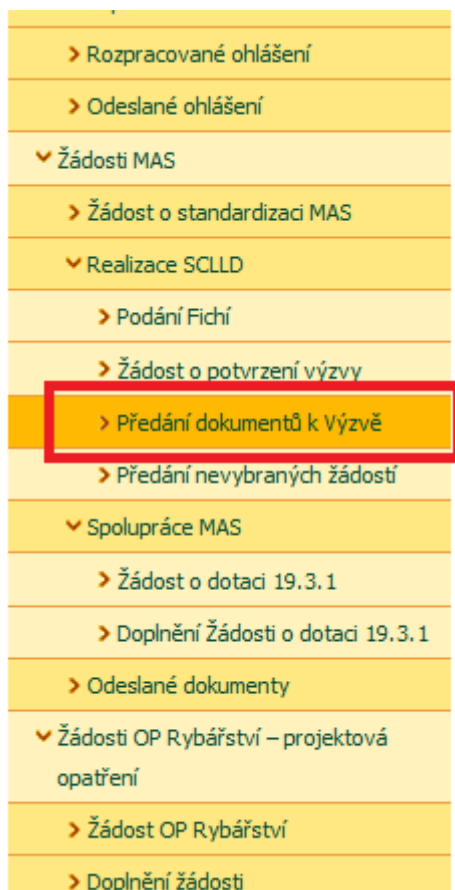 Rozpracované ohlášení
Odeslané ohlášení
Žádosti MAS
Žádost o standardizaci MAS
Realizace SCLLD
Podání Fichí
Žádost o potvrzení výzvy
Předání dokumentů k Výzvě
Předání nevybraných žádostí
Spolupráce MAS
Žádost o dotaci 19.3.1
Doplnění Žádosti o dotaci 19.3.1
Odeslané dokumenty
Žádosti OP Rybářství – projektová
opatření
Žádost OP Rybářství
Doplnění žádosti